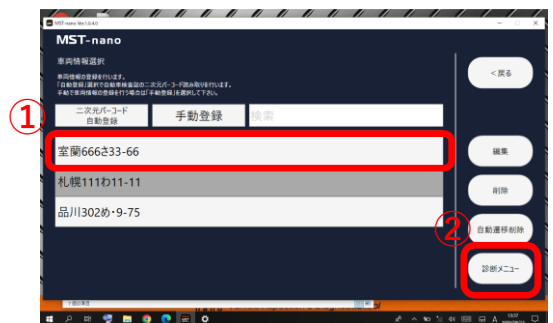 MST-nano Ver.1.0.4.0
MST-nano
車両情報選択
車両情報の登録を行います。
「自動登録」選択で自動車検査証の二次元バーコード読み取りを行います。
手動で車両情報の登録を行う場合は「手動登録」を選択して下さい。
<戻る
①
二次元バーコード
自動登録
手動登録
検索
室蘭666さ33-66
編集
札幌111わ11-11
削除
品川302め・9-75
②
自動遷移削除
診断メニュー
A